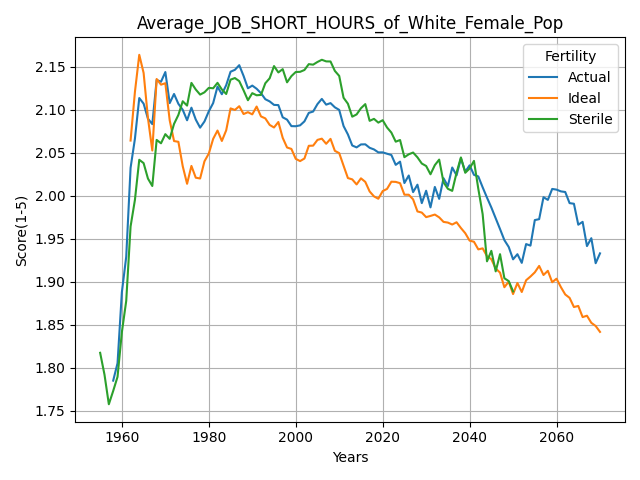 Average_JOB_SHORT_HOURS_of_White_Female_Pop
Fertility
Actual
Ideal
Sterile
Score(1-5)
2.15
2.10
2.05
2.00
1.95
1.90
1.85
1.80
1.75
1960 1980 2000 2020 2040 2060
Years